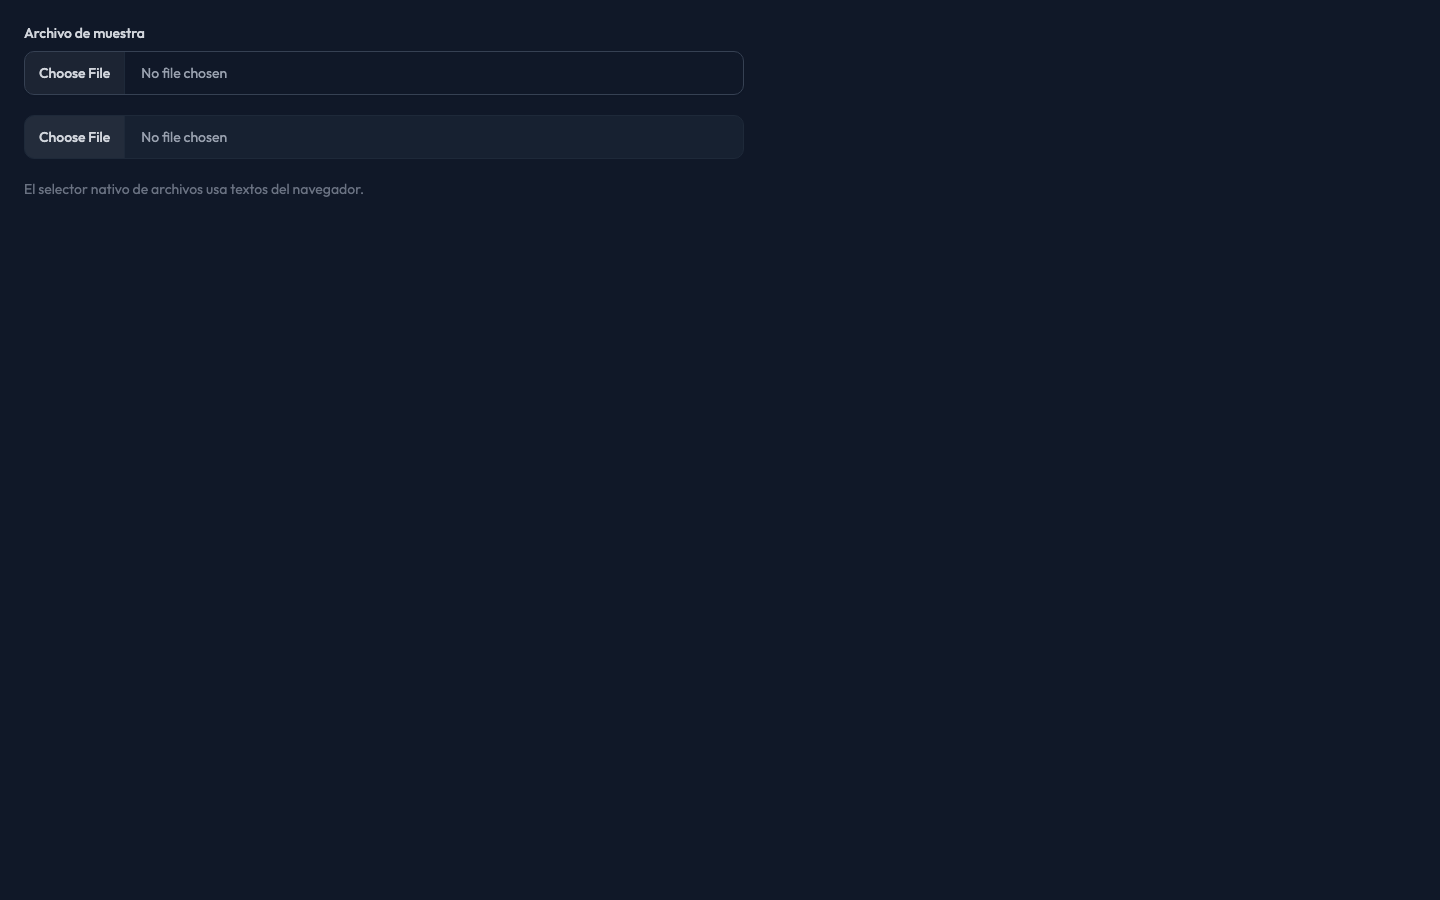 Archivo de muestra
Choose File No file chosen
Choose File No file chosen
El selector nativo de archivos usa textos del navegador.